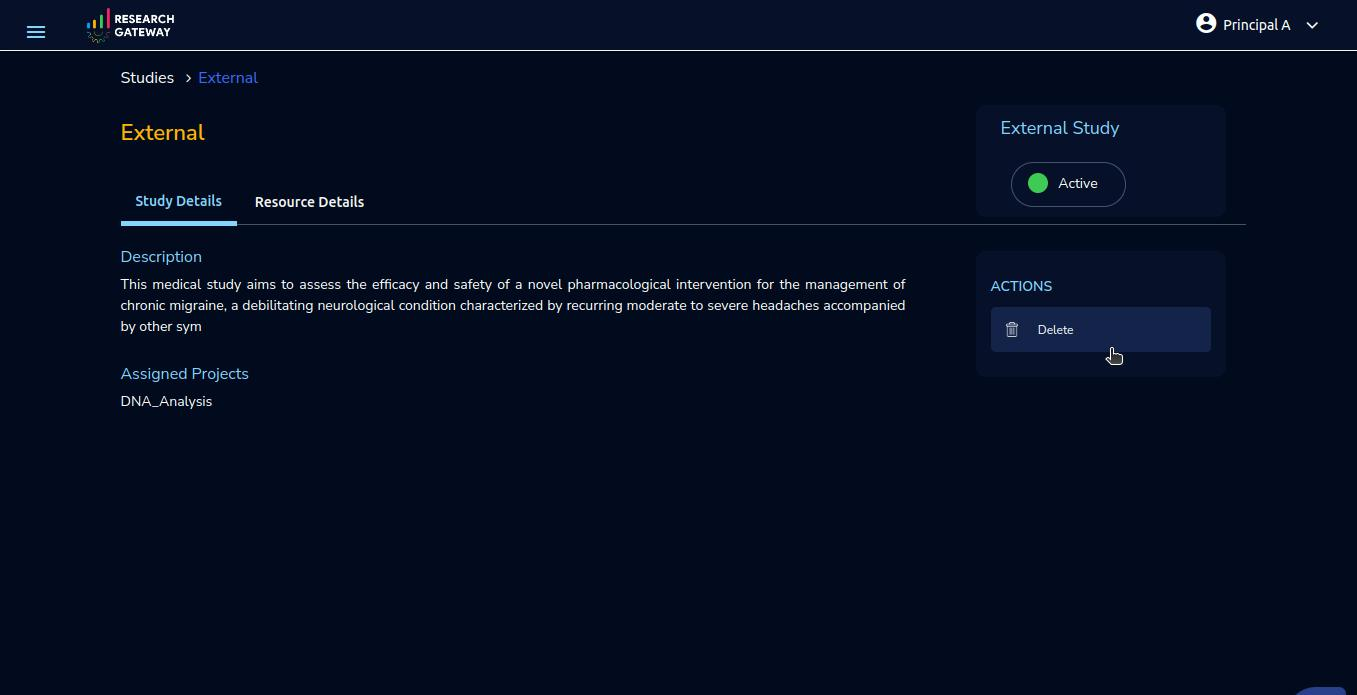 RESEARCH
GATEWAY
Principal A
Studies > External
External
External Study
Active
Study Details
Resource Details
Description
This medical study aims to assess the efficacy and safety of a novel pharmacological intervention for the management of
chronic migraine, a debilitating neurological condition characterized by recurring moderate to severe headaches accompanied
by other sym
ACTIONS
Delete
Assigned Projects
DNA_Analysis